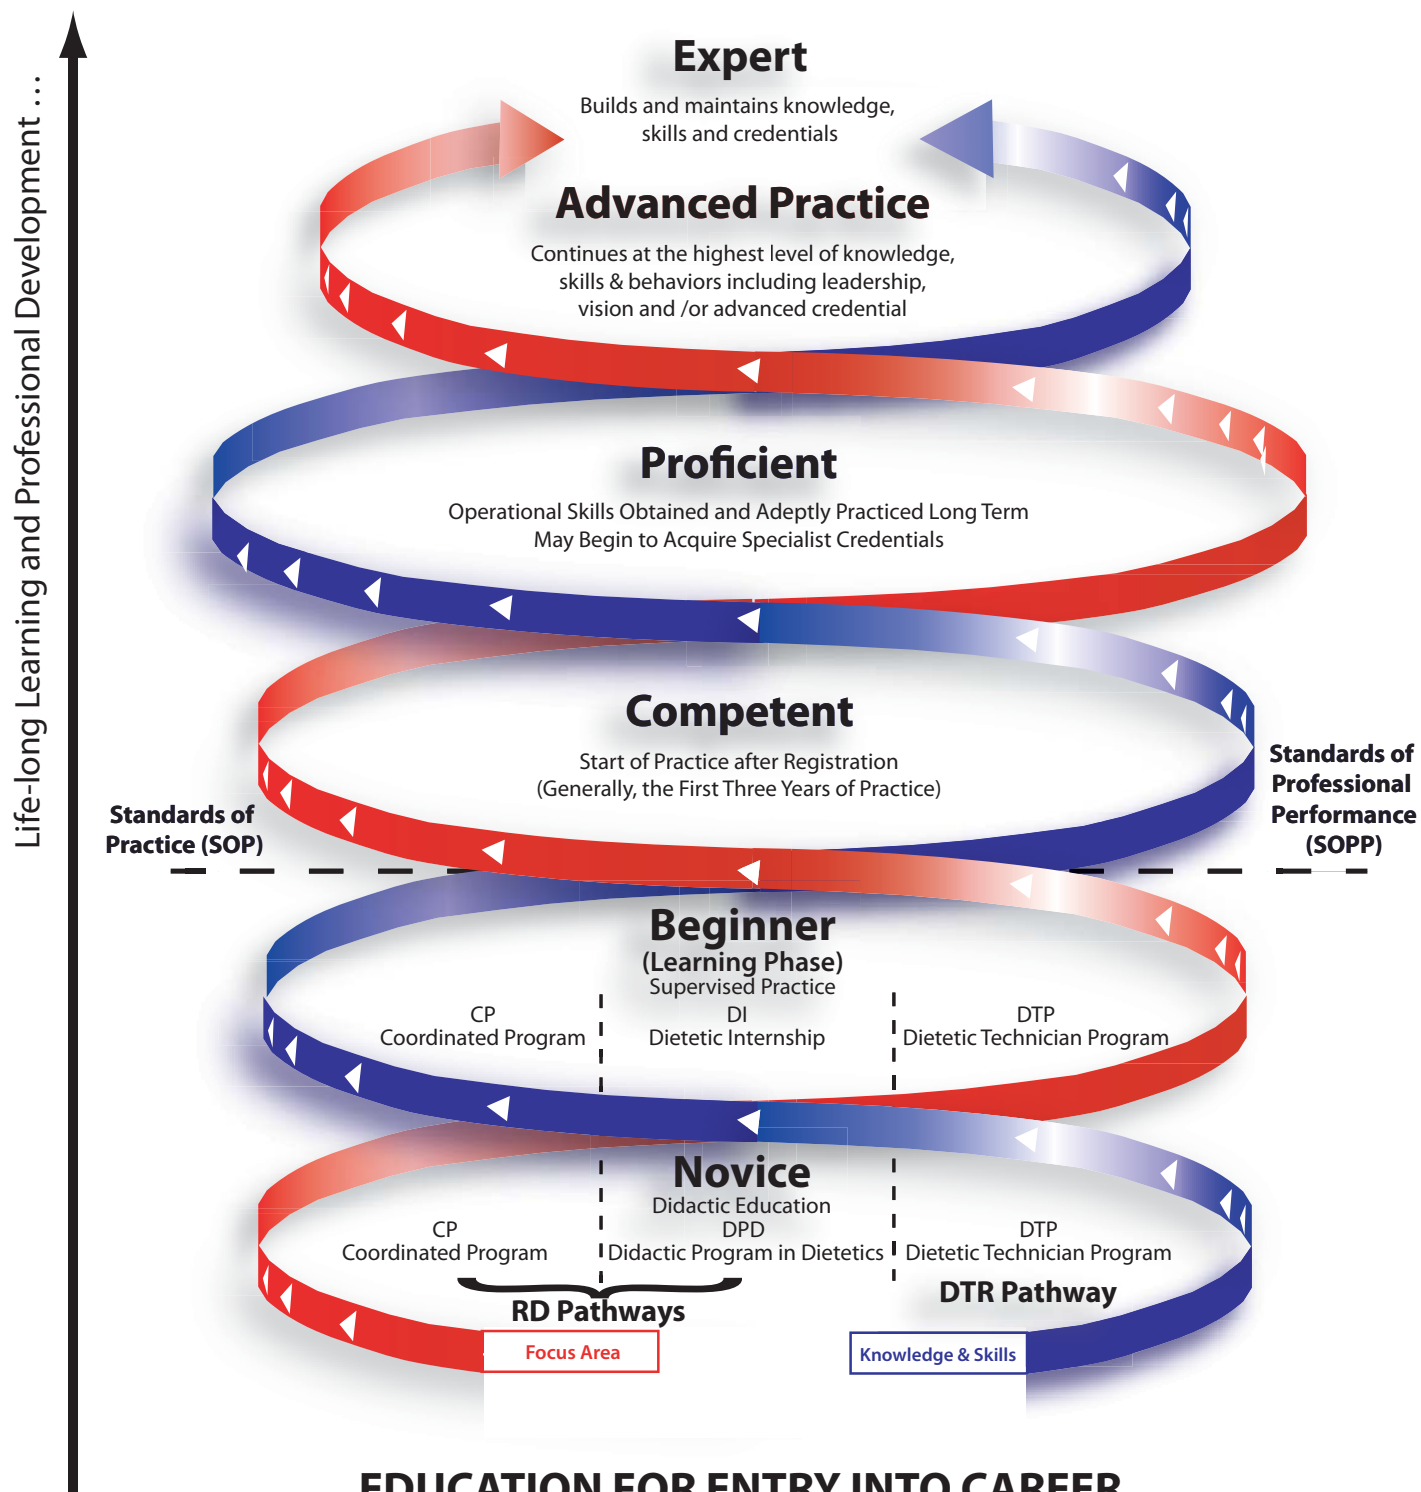 Life-long Learning and Professional Development ...
Expert
Builds and maintains knowledge,
skills and credentials
Advanced Practice
Continues at the highest level of knowledge,
skills & behaviors including leadership,
vision and /or advanced credential
Proficient
Operational Skills Obtained and Adeptly Practiced Long Term
May Begin to Acquire Specialist Credentials
Competent
Start of Practice after Registration
(Generally, the First Three Years of Practice)
Standards of
Practice (SOP)
Standards of
Professional
Performance
(SOPP)
Beginner
(Learning Phase)
Supervised Practice
CP
Coordinated Program
DI
Dietetic Internship
DTP
Dietetic Technician Program
Novice
Didactic Education
CP
Coordinated Program
DPD
Didactic Program in Dietetics
DTP
Dietetic Technician Program
RD Pathways
DTR Pathway
Focus Area
Knowledge & Skills
EDUCATION FOR ENTRY INTO CAREER